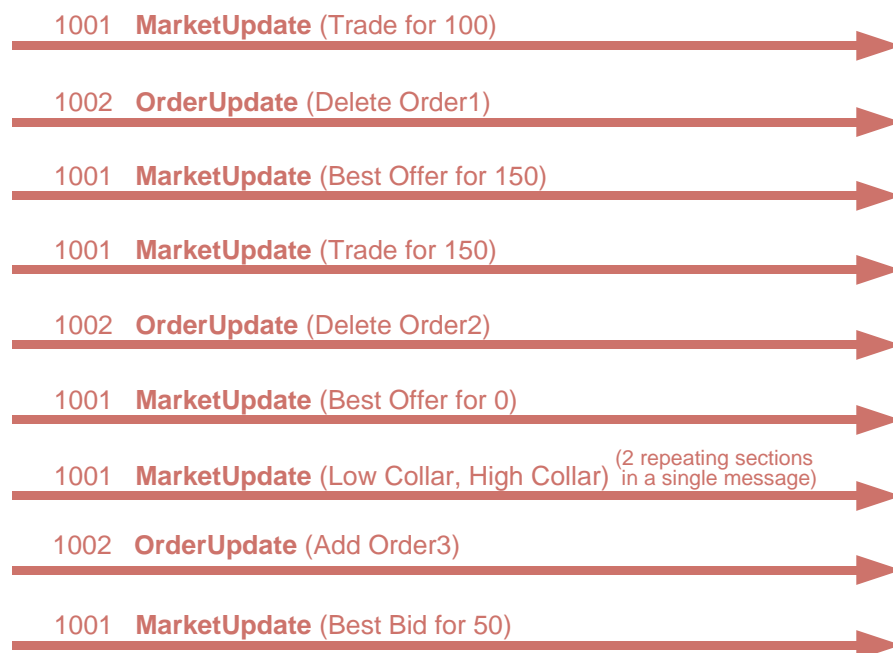 1001 MarketUpdate (Trade for 100)
1002 OrderUpdate (Delete Order1)
1001 MarketUpdate (Best Offer for 150)
1001 MarketUpdate (Trade for 150)
1002 OrderUpdate (Delete Order2)
1001 MarketUpdate (Best Offer for 0)
1001 MarketUpdate (Low Collar, High Collar) (2 repeating sections
in a single message)
1002 OrderUpdate (Add Order3)
1001 MarketUpdate (Best Bid for 50)